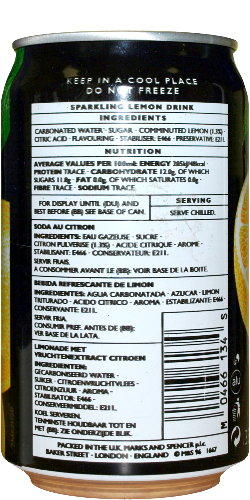 KEEP IN A COOL PLACE
DO NOT FREEZE
SPARKLING LEMON DRINK
INGREDIENTS
CARBONATED WATER · SUGAR · COMMINUTED LEMON (1.3%) ·
CITRIC ACID · FLAVOURING · STABILISER: E466 · PRESERVATIVE: E211.
NUTRITION
AVERAGE VALUES PER 100ml: ENERGY 205kJ/48kcal ·
PROTEIN TRACE · CARBOHYDRATE 12.0g, OF WHICH
SUGARS 11.8g · FAT 0.0g, OF WHICH SATURATES 0.0g ·
FIBRE TRACE · SODIUM TRACE.
FOR DISPLAY UNTIL (DU) AND
BEST BEFORE (BB) SEE BASE OF CAN.
SERVING
SERVE CHILLED.
SODA AU CITRON
INGREDIENTS: EAU GAZEUSE · SUCRE ·
CITRON PULVERISE (1.3%) · ACIDE CITRIQUE · AROME ·
STABILISANT: E466 · CONSERVATEUR: E211.
SERVIR FRAIS.
A CONSOMMER AVANT LE (BB): VOIR BASE DE LA BOITE.
BEBIDA REFRESCANTE DE LIMON
INGREDIENTES: AGUA CARBONATADA · AZUCAR · LIMON
TRITURADO · ACIDO CITRICO · AROMA · ESTABILIZANTE: E466 ·
CONSERVANTE: E211.
SERVIR FRIA.
CONSUMIR PREF. ANTES DE (BB):
VER BASE DE LA LATA.
LIMONADE MET
VRUCHTENEXTRACT CITROEN
INGREDIENTEN:
GECARBONISEERD WATER ·
SUIKER · CITROENVRUCHTVLEES ·
CITROENZUUR · AROMA ·
STABILISATOR: E466 ·
CONSERVEERMIDDEL: E211.
KOEL SERVEREN.
TENMINSTE HOUDBAAR TOT EN
MET (BB): ZIE ONDERZIJDE BLIK.
M 0466 134 S
PACKED IN THE U.K. MARKS AND SPENCER p.l.c.
BAKER STREET · LONDON · ENGLAND © M&S 96 1667